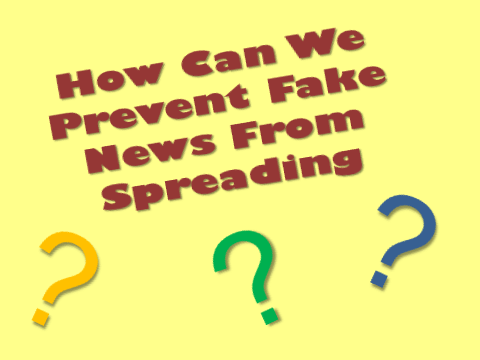 How Can We
Prevent Fake
News From
Spreading
? ? ?